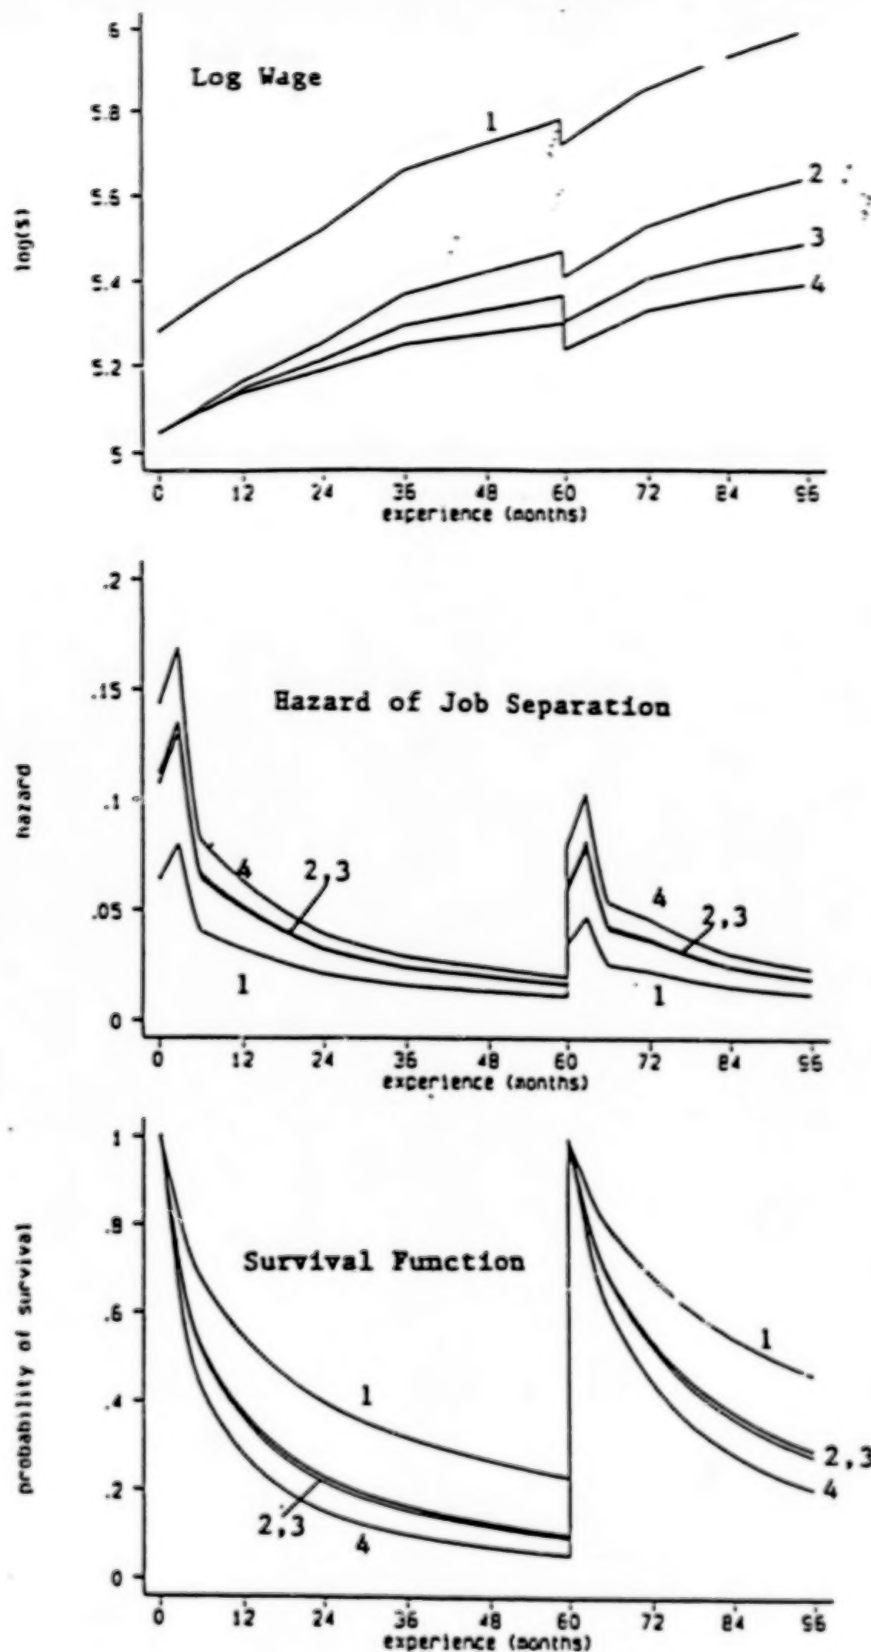 Log Wage
log($)
6
5.8
5.6
5.4
5.2
5
1
2
3
4
0 12 24 36 48 60 72 84 96
experience (months)
Hazard of Job Separation
hazard
.2
.15
.1
.05
0
4
2,3
1
4
2,3
1
0 12 24 36 48 60 72 84 96
experience (months)
Survival Function
probability of survival
1
.8
.6
.4
.2
0
1
2,3
4
1
2,3
4
0 12 24 36 48 60 72 84 96
experience (months)